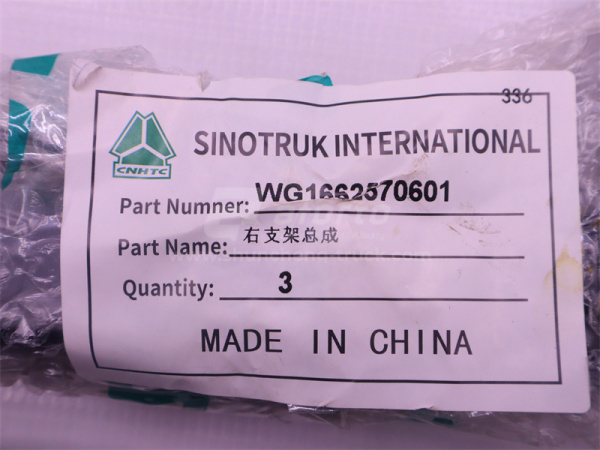 336
CNHTC
SINOTRUK INTERNATIONAL
Part Numner: WG1662570601
Part Name: 右支架总成
Quantity: 3
MADE IN CHINA